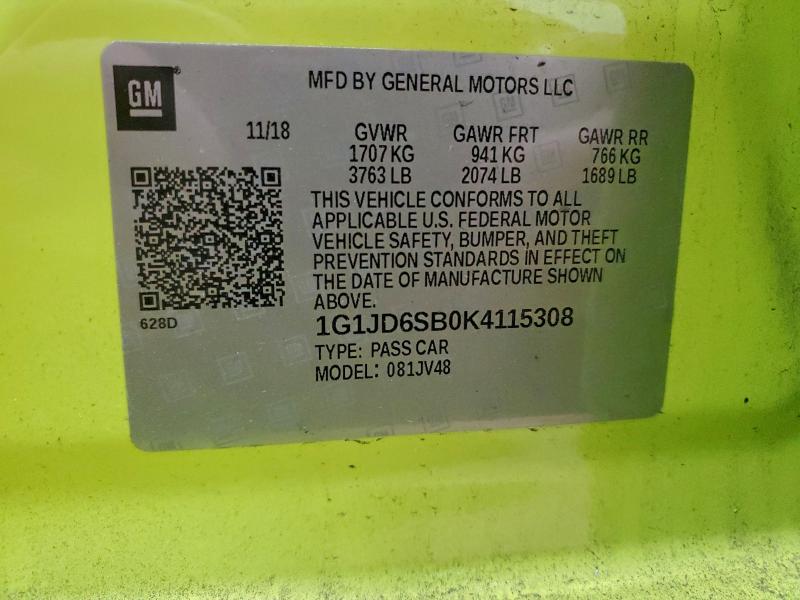 GM
MFD BY GENERAL MOTORS LLC
11/18 GVWR GAWR FRT GAWR RR
1707 KG 941 KG 766 KG
3763 LB 2074 LB 1689 LB
THIS VEHICLE CONFORMS TO ALL
APPLICABLE U.S. FEDERAL MOTOR
VEHICLE SAFETY, BUMPER, AND THEFT
PREVENTION STANDARDS IN EFFECT ON
THE DATE OF MANUFACTURE SHOWN
ABOVE.
628D
1G1JD6SB0K4115308
TYPE: PASS CAR
MODEL: 081JV48